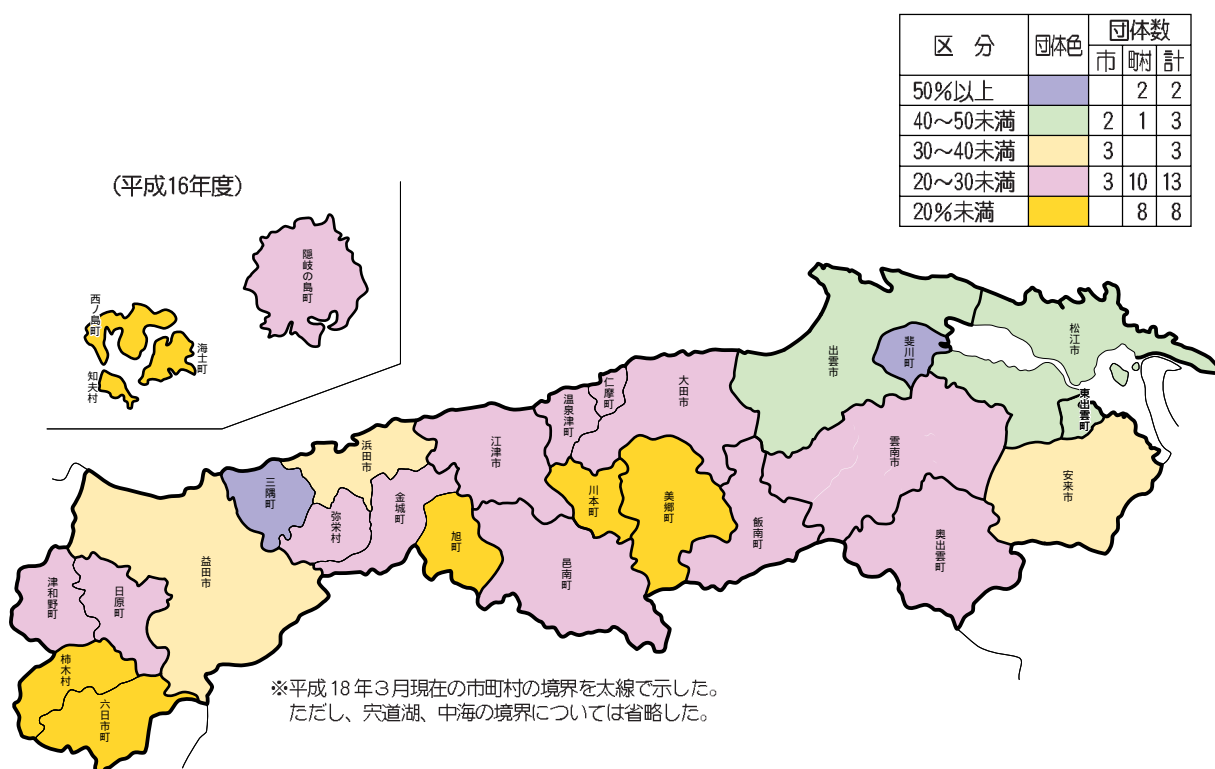 区 分 団体色 団体数
市 町村 計
50%以上 2 2
40～50未満 2 1 3
30～40未満 3 3
20～30未満 3 10 13
20%未満 8 8
(平成16年度)
隠岐の島町
西ノ島町
海士町
知夫村
松江市
出雲市
斐川町
東出雲町
安来市
大田市
仁摩町
温泉津町
雲南市
江津市
浜田市
三隅町
弥栄村
金城町
旭町
川本町
美郷町
飯南町
邑南町
奥出雲町
益田市
津和野町
日原町
柿木村
六日市町
※平成18年3月現在の市町村の境界を太線で示した。
ただし、宍道湖、中海の境界については省略した。